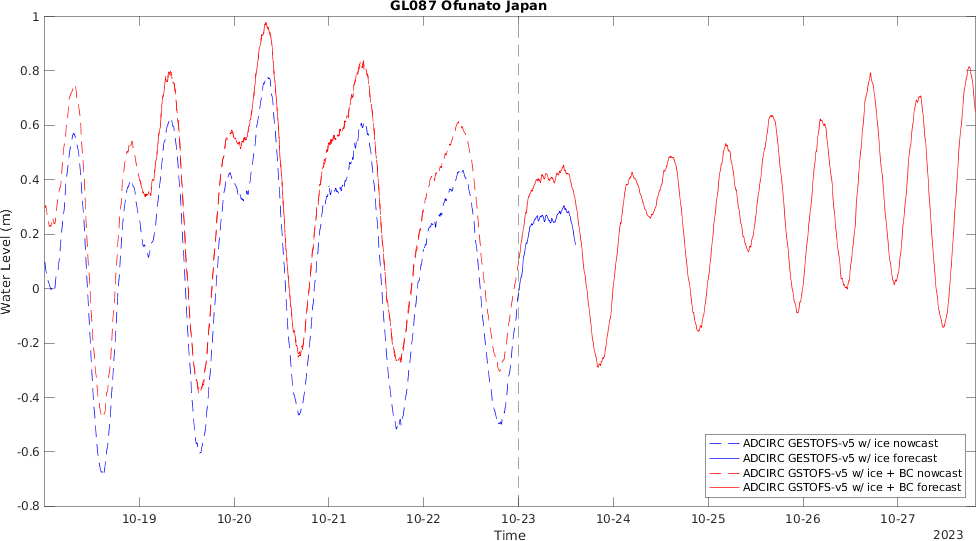 GL087 Ofunato Japan
1
0.8
0.6
0.4
0.2
0
-0.2
-0.4
-0.6
-0.8
Water Level (m)
ADCIRC GESTOFS-v5 w/ ice nowcast
ADCIRC GESTOFS-v5 w/ ice forecast
ADCIRC GSTOFS-v5 w/ ice + BC nowcast
ADCIRC GSTOFS-v5 w/ ice + BC forecast
10-19 10-20 10-21 10-22 10-23 10-24 10-25 10-26 10-27
Time
2023